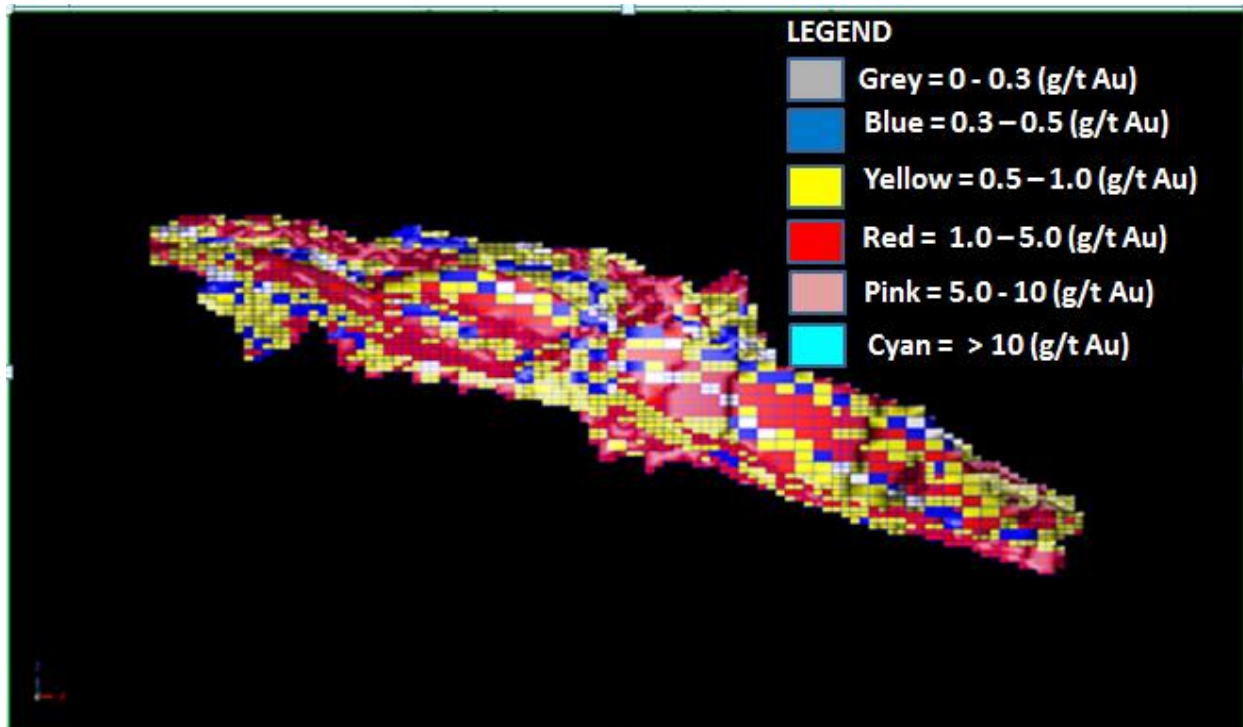 LEGEND
Grey = 0 - 0.3 (g/t Au)
Blue = 0.3 – 0.5 (g/t Au)
Yellow = 0.5 – 1.0 (g/t Au)
Red = 1.0 – 5.0 (g/t Au)
Pink = 5.0 - 10 (g/t Au)
Cyan = > 10 (g/t Au)